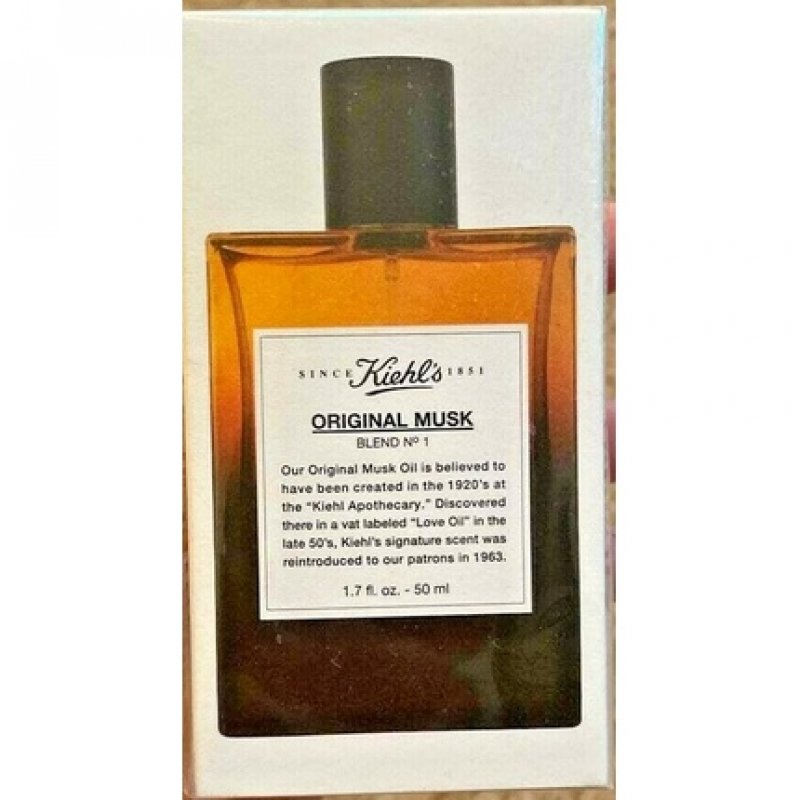 SINCE Kiehl's 1851
ORIGINAL MUSK
BLEND Nº 1
Our Original Musk Oil is believed to
have been created in the 1920's at
the "Kiehl Apothecary." Discovered
there in a vat labeled "Love Oil" in the
late 50's, Kiehl's signature scent was
reintroduced to our patrons in 1963.
1.7 fl. oz. - 50 ml